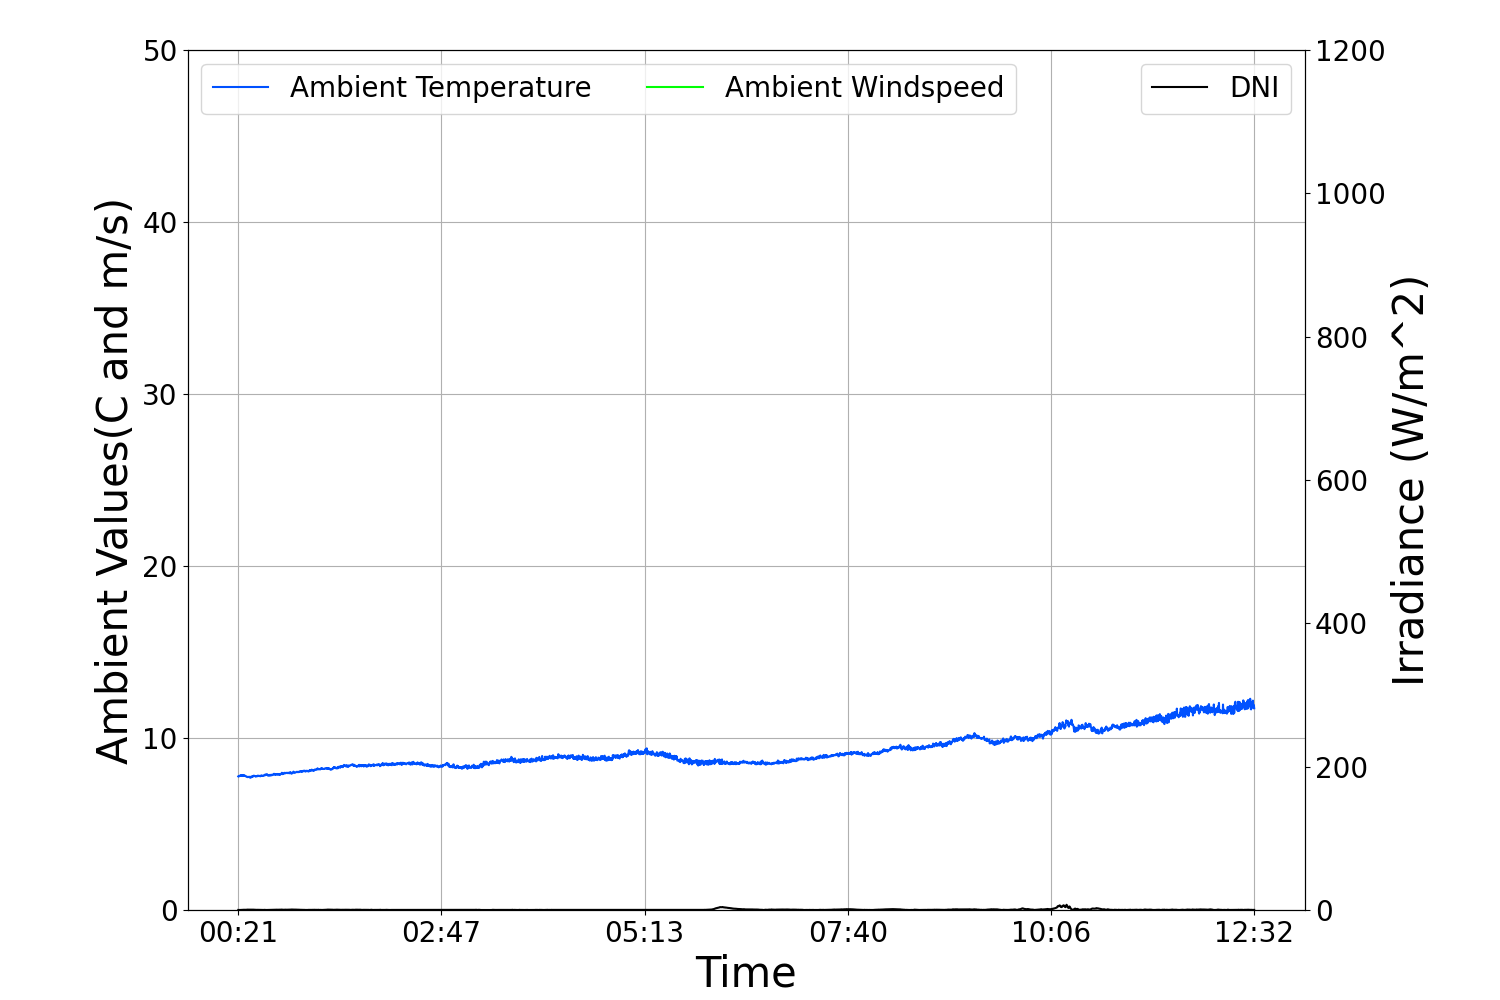 Ambient Temperature Ambient Windspeed DNI
50
40
30
20
10
0
Ambient Values(C and m/s)
1200
1000
800
600
400
200
0
Irradiance (W/m^2)
00:21 02:47 05:13 07:40 10:06 12:32
Time